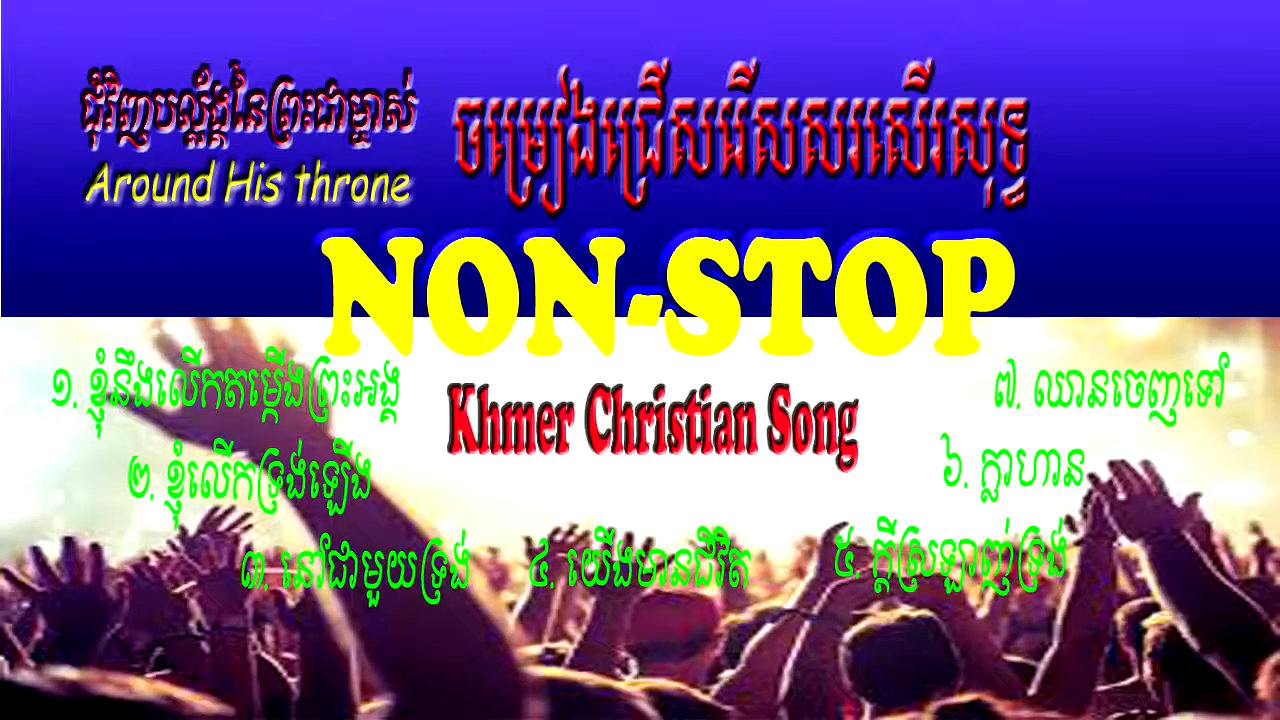 ជុំវិញបល្ល័ង្កនៃព្រះជាម្ចាស់
Around His throne
ចម្រៀងជ្រើសរើសសរសើរសុទ្ធ
NON-STOP
Khmer Christian Song
១. ខ្ញុំនឹងលើកតម្កើងព្រះអង្គ
២. ខ្ញុំលើកទ្រង់ឡើង
៣. នៅជាមួយទ្រង់
៤. យើងមានជីវិត
៥. ក្ដីស្រឡាញ់ទ្រង់
៦. ក្លាហាន
៧. ឈានចេញទៅ